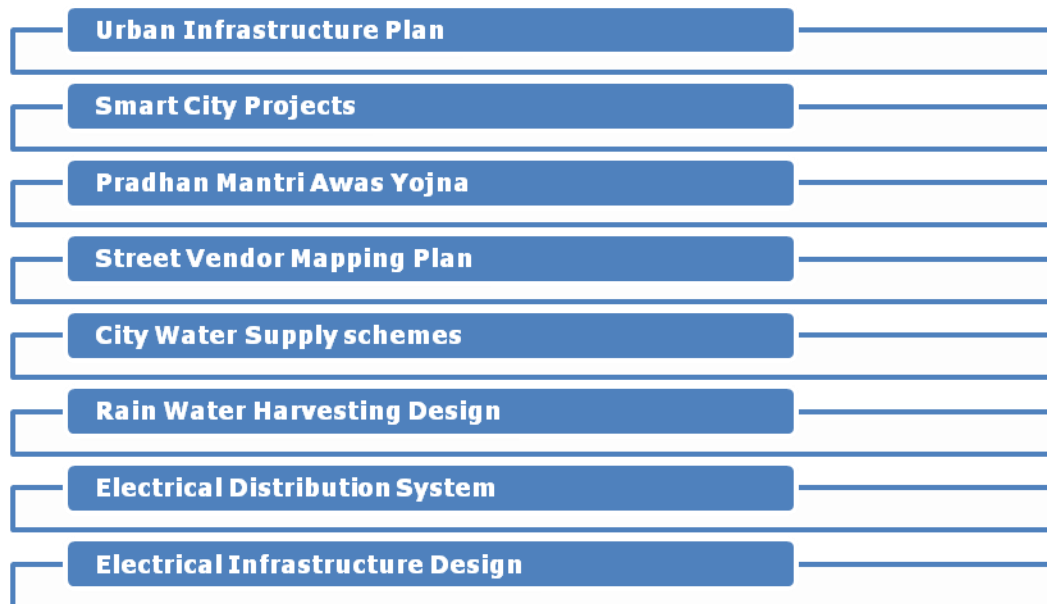 Urban Infrastructure Plan
Smart City Projects
Pradhan Mantri Awas Yojna
Street Vendor Mapping Plan
City Water Supply schemes
Rain Water Harvesting Design
Electrical Distribution System
Electrical Infrastructure Design